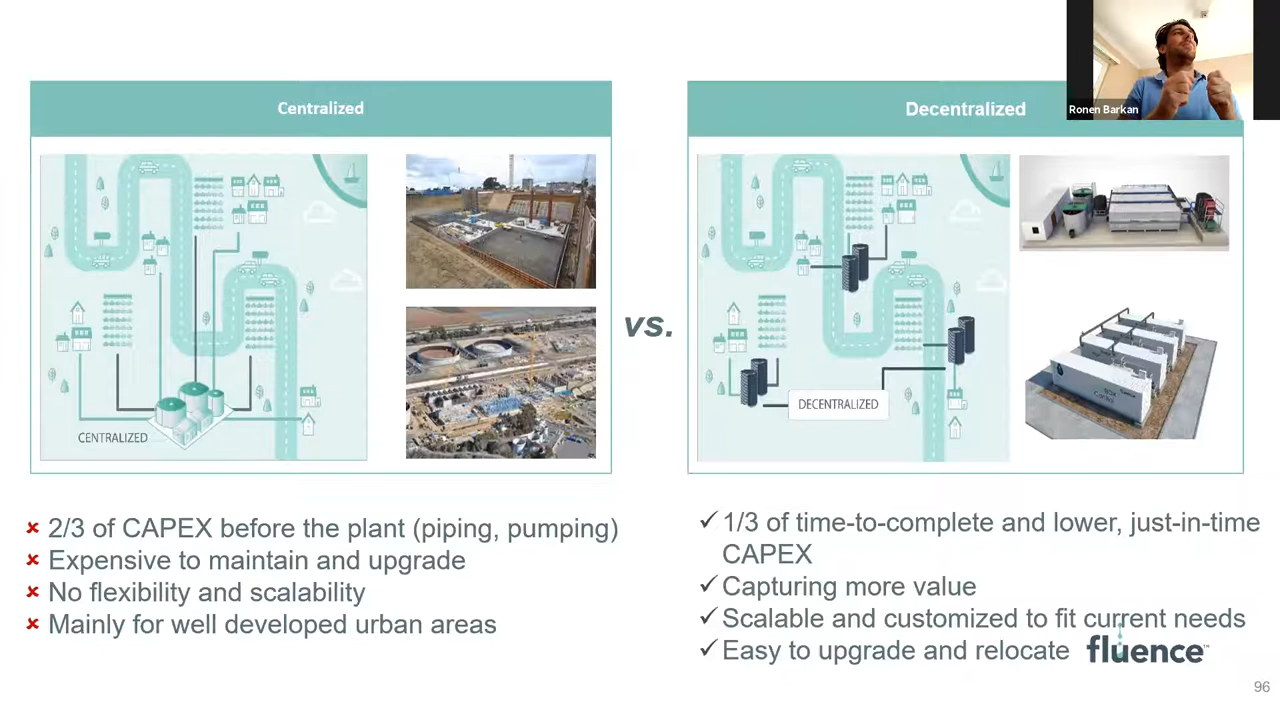 Ronen Barkan
Centralized
Decentralized
CENTRALIZED
vs.
DECENTRALIZED
✘ 2/3 of CAPEX before the plant (piping, pumping)
✘ Expensive to maintain and upgrade
✘ No flexibility and scalability
✘ Mainly for well developed urban areas
✓ 1/3 of time-to-complete and lower, just-in-time
CAPEX
✓ Capturing more value
✓ Scalable and customized to fit current needs
✓ Easy to upgrade and relocate
fluence™
96